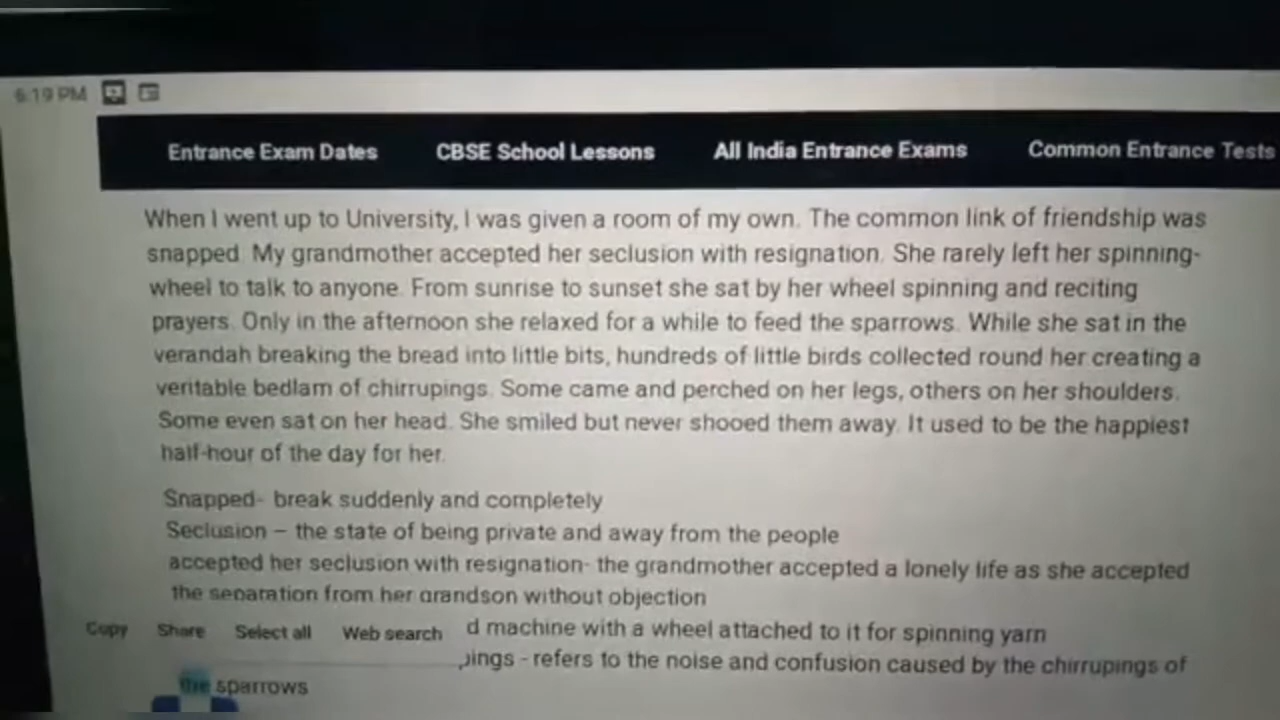 6:19 PM
Entrance Exam Dates CBSE School Lessons All India Entrance Exams Common Entrance Tests
When I went up to University, I was given a room of my own. The common link of friendship was
snapped. My grandmother accepted her seclusion with resignation. She rarely left her spinning-
wheel to talk to anyone. From sunrise to sunset she sat by her wheel spinning and reciting
prayers. Only in the afternoon she relaxed for a while to feed the sparrows. While she sat in the
verandah breaking the bread into little bits, hundreds of little birds collected round her creating a
veritable bedlam of chirrupings. Some came and perched on her legs, others on her shoulders.
Some even sat on her head. She smiled but never shooed them away. It used to be the happiest
half-hour of the day for her.
Snapped- break suddenly and completely
Seclusion – the state of being private and away from the people
accepted her seclusion with resignation- the grandmother accepted a lonely life as she accepted
the separation from her grandson without objection
Copy Share Select all Web search
d machine with a wheel attached to it for spinning yarn
pings - refers to the noise and confusion caused by the chirrupings of
the sparrows